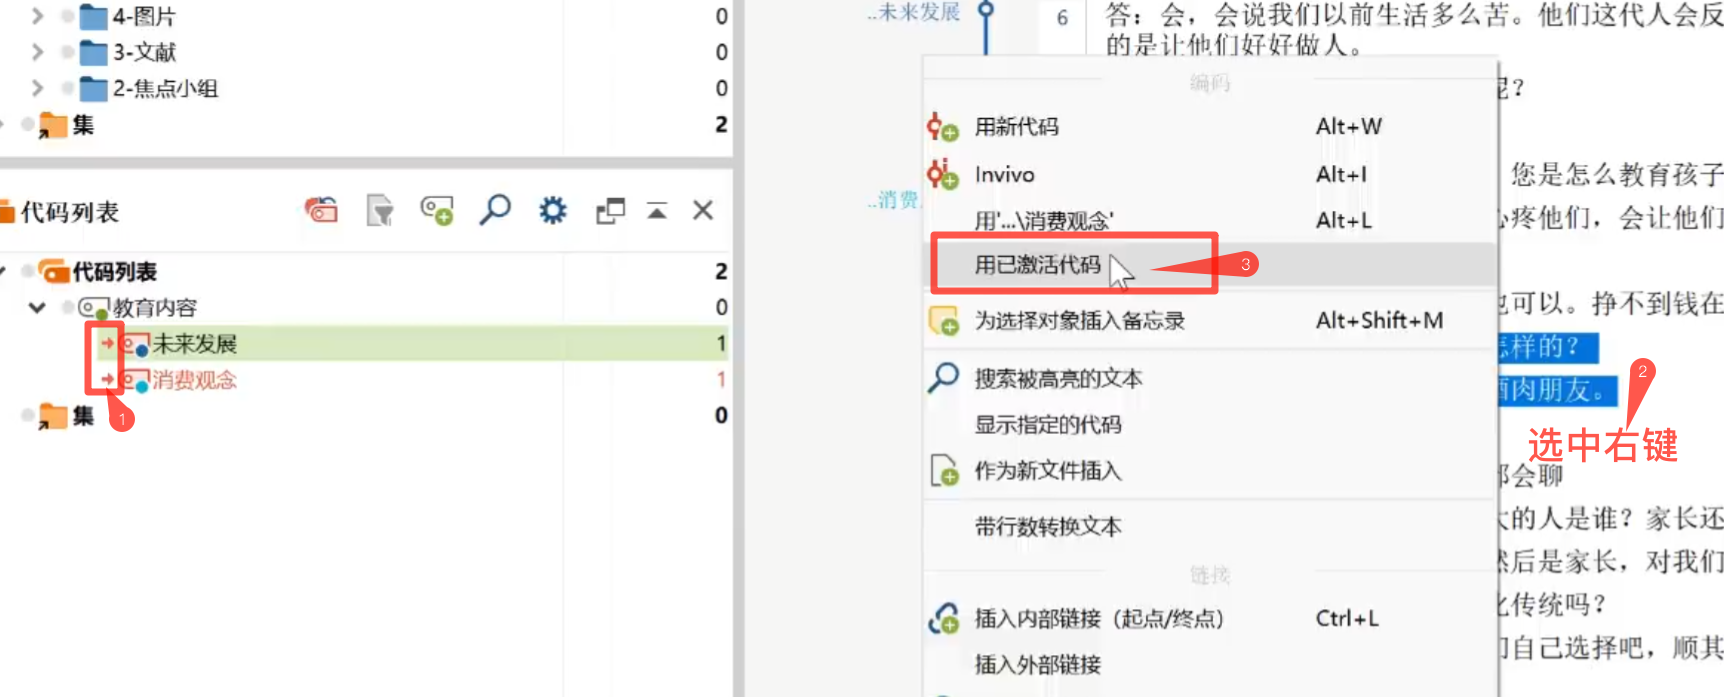 4-图片 0
3-文献 0
2-焦点小组 0
集 2
代码列表
代码列表 2
教育内容 0
未来发展 1
消费观念 1
集 0
1
..未来发展
6
答：会，会说我们以前生活多么苦。他们这代人会反
的是让他们好好做人。
..消费
编码
用新代码 Alt+W
Invivo Alt+I
用'...\消费观念' Alt+L
用已激活代码
3
为选择对象插入备忘录 Alt+Shift+M
搜索被高亮的文本
显示指定的代码
作为新文件插入
带行数转换文本
链接
插入内部链接（起点/终点） Ctrl+L
插入外部链接
呢？
您是怎么教育孩子
心疼他们，会让他们
也可以。挣不到钱在
怎样的？
酒肉朋友。
2
选中右键
都会聊
大的人是谁？家长还
然后是家长，对我们
化传统吗？
们自己选择吧，顺其